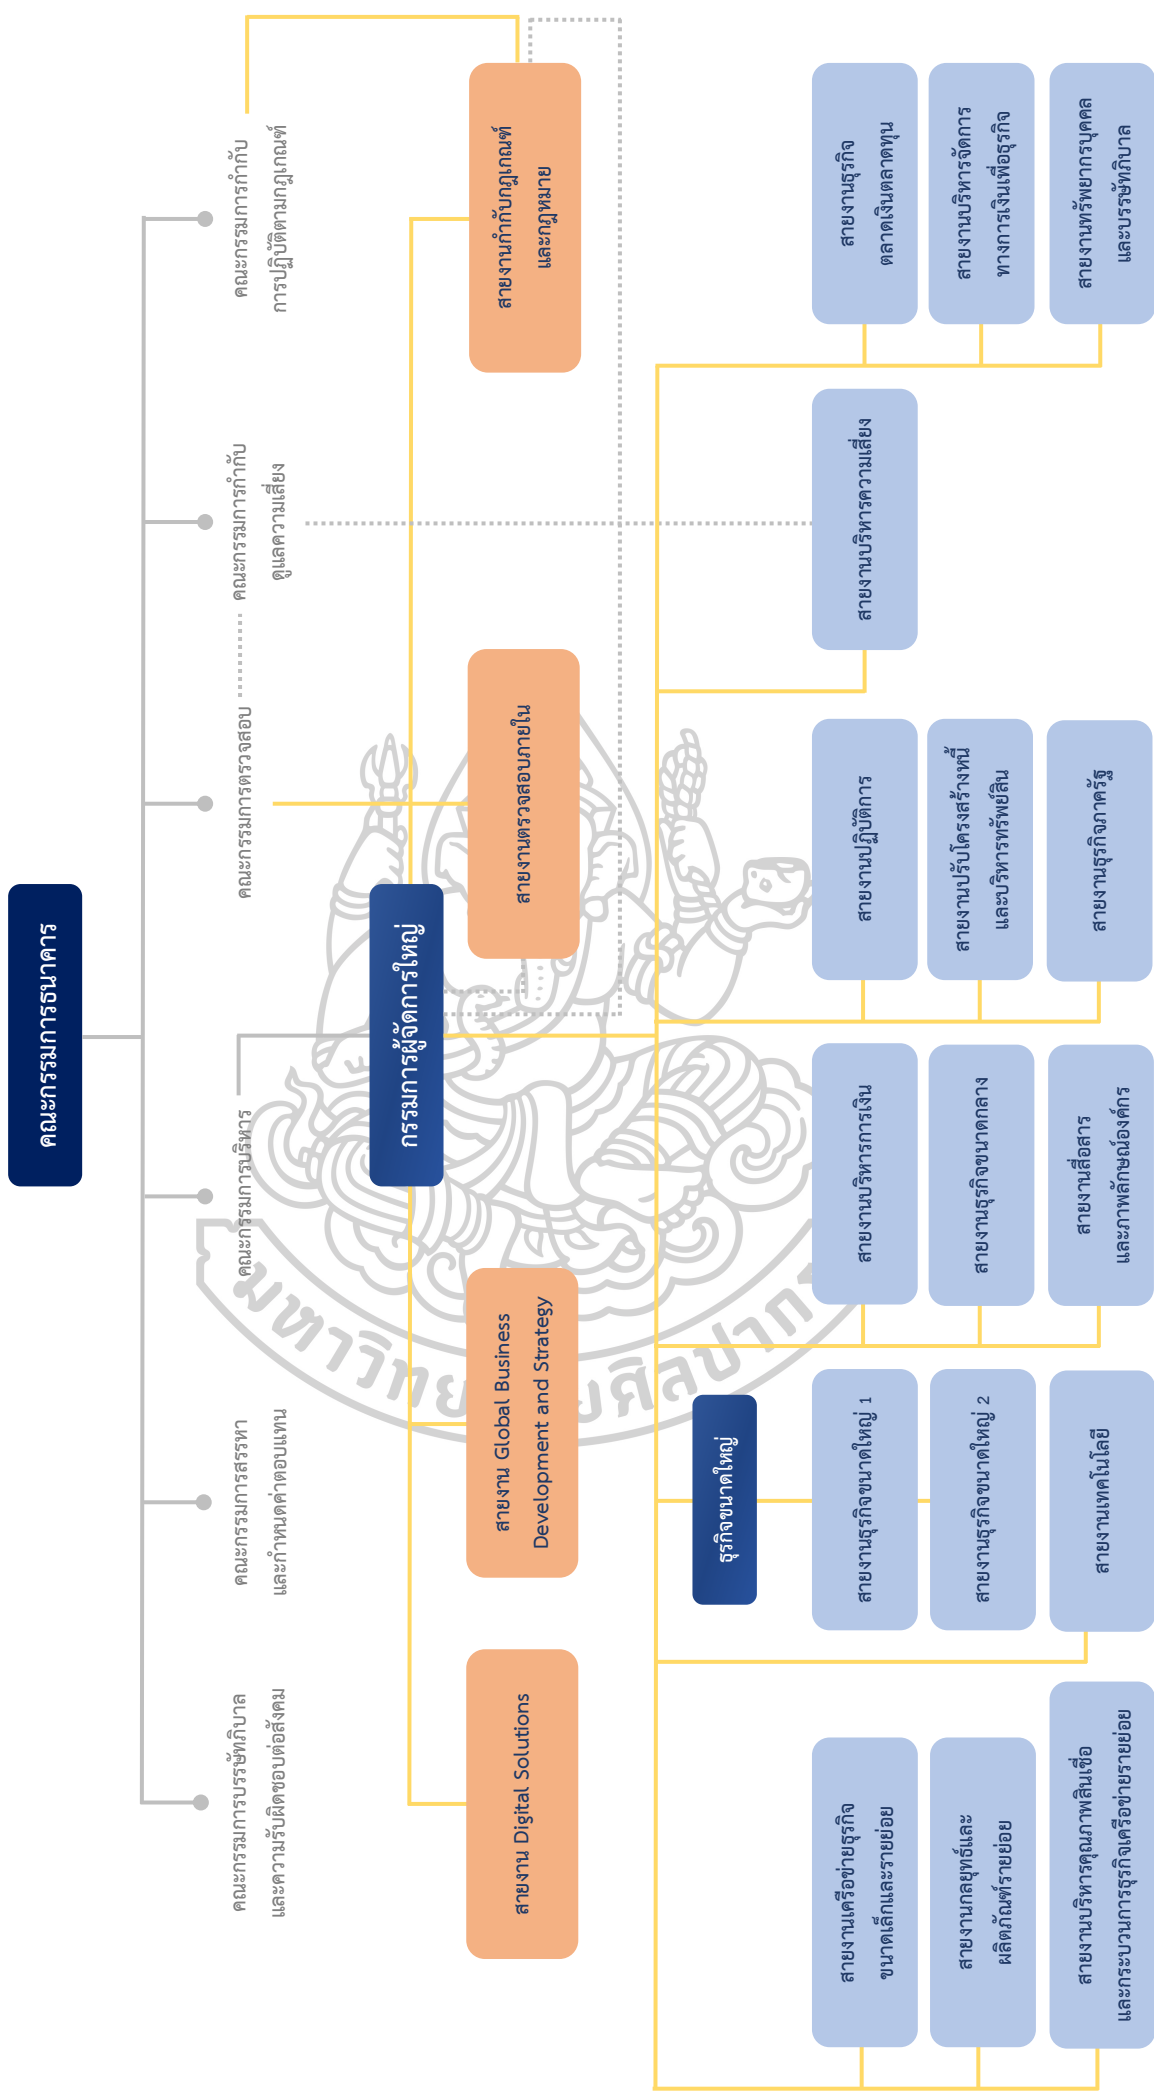 คณะกรรมการธนาคาร
คณะกรรมการบรรษัทภิบาล
และความรับผิดชอบต่อสังคม
คณะกรรมการสรรหา
และกำหนดค่าตอบแทน
คณะกรรมการบริหาร
คณะกรรมการตรวจสอบ
คณะกรรมการกำกับ
ดูแลความเสี่ยง
คณะกรรมการกำกับ
การปฏิบัติตามกฎเกณฑ์
กรรมการผู้จัดการใหญ่
สายงาน Digital Solutions
สายงาน Global Business
Development and Strategy
สายงานตรวจสอบภายใน
สายงานกำกับกฎเกณฑ์
และกฎหมาย
ธุรกิจขนาดใหญ่
สายงานเครือข่ายธุรกิจ
ขนาดเล็กและรายย่อย
สายงานธุรกิจขนาดใหญ่ 1
สายงานบริหารการเงิน
สายงานปฏิบัติการ
สายงานบริหารความเสี่ยง
สายงานธุรกิจ
ตลาดเงินตลาดทุน
สายงานกลยุทธ์และ
ผลิตภัณฑ์รายย่อย
สายงานธุรกิจขนาดใหญ่ 2
สายงานธุรกิจขนาดกลาง
สายงานปรับโครงสร้างหนี้
และบริหารทรัพย์สิน
สายงานบริหารจัดการ
ทางการเงินเพื่อธุรกิจ
สายงานบริหารคุณภาพสินเชื่อ
และกระบวนการธุรกิจเครือข่ายรายย่อย
สายงานเทคโนโลยี
สายงานสื่อสาร
และภาพลักษณ์องค์กร
สายงานธุรกิจภาครัฐ
สายงานทรัพยากรบุคคล
และบรรษัทภิบาล